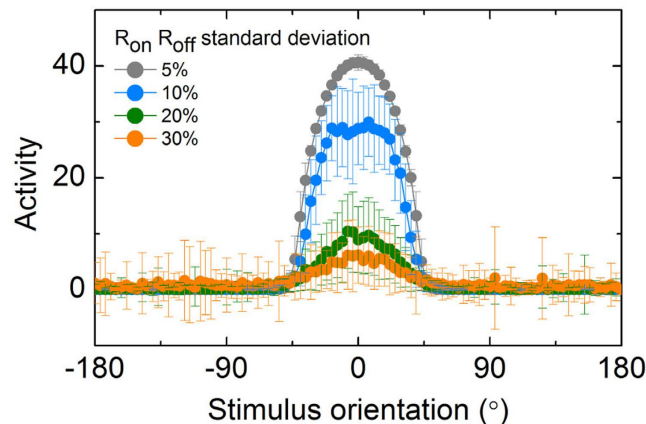 R_on R_off standard deviation
5%
10%
20%
30%
Activity
40
20
0
-180 -90 0 90 180
Stimulus orientation (°)